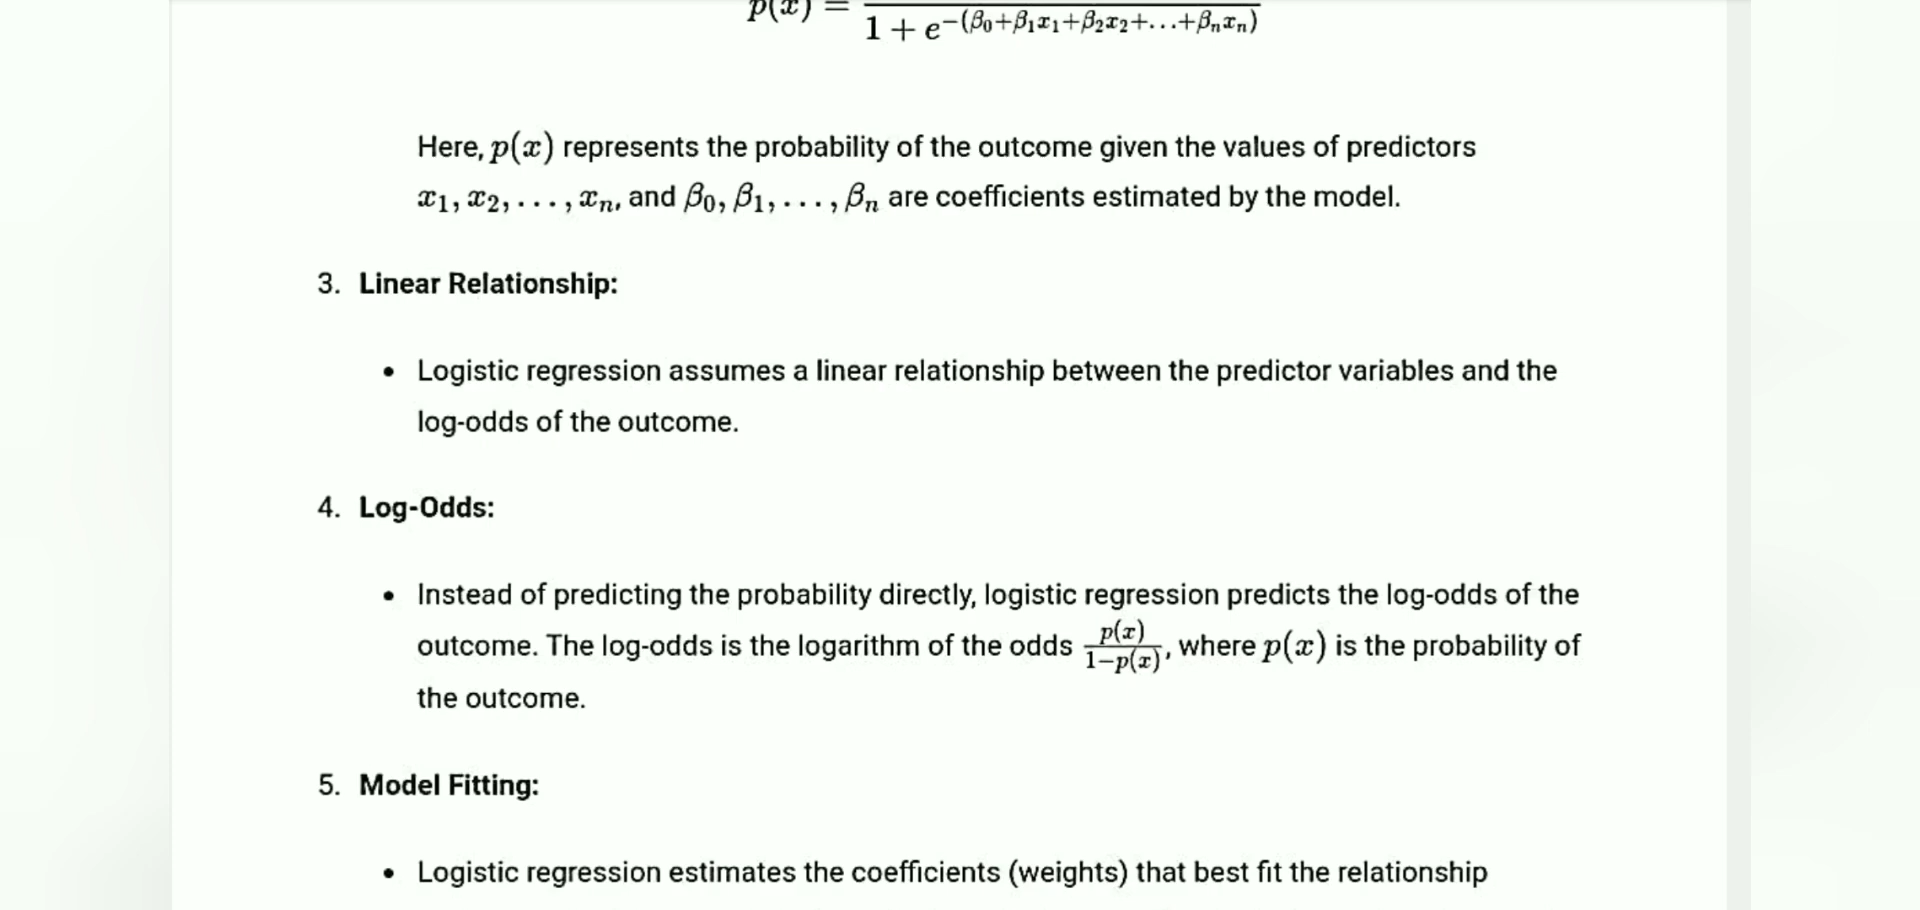 p(x) = 1 + e^−(β0+β1x1+β2x2+...+βnxn)
Here, p(x) represents the probability of the outcome given the values of predictors
x1, x2, . . . , xn, and β0, β1, . . . , βn are coefficients estimated by the model.
3. Linear Relationship:
• Logistic regression assumes a linear relationship between the predictor variables and the
log-odds of the outcome.
4. Log-Odds:
• Instead of predicting the probability directly, logistic regression predicts the log-odds of the
outcome. The log-odds is the logarithm of the odds p(x)/1−p(x), where p(x) is the probability of
the outcome.
5. Model Fitting:
• Logistic regression estimates the coefficients (weights) that best fit the relationship